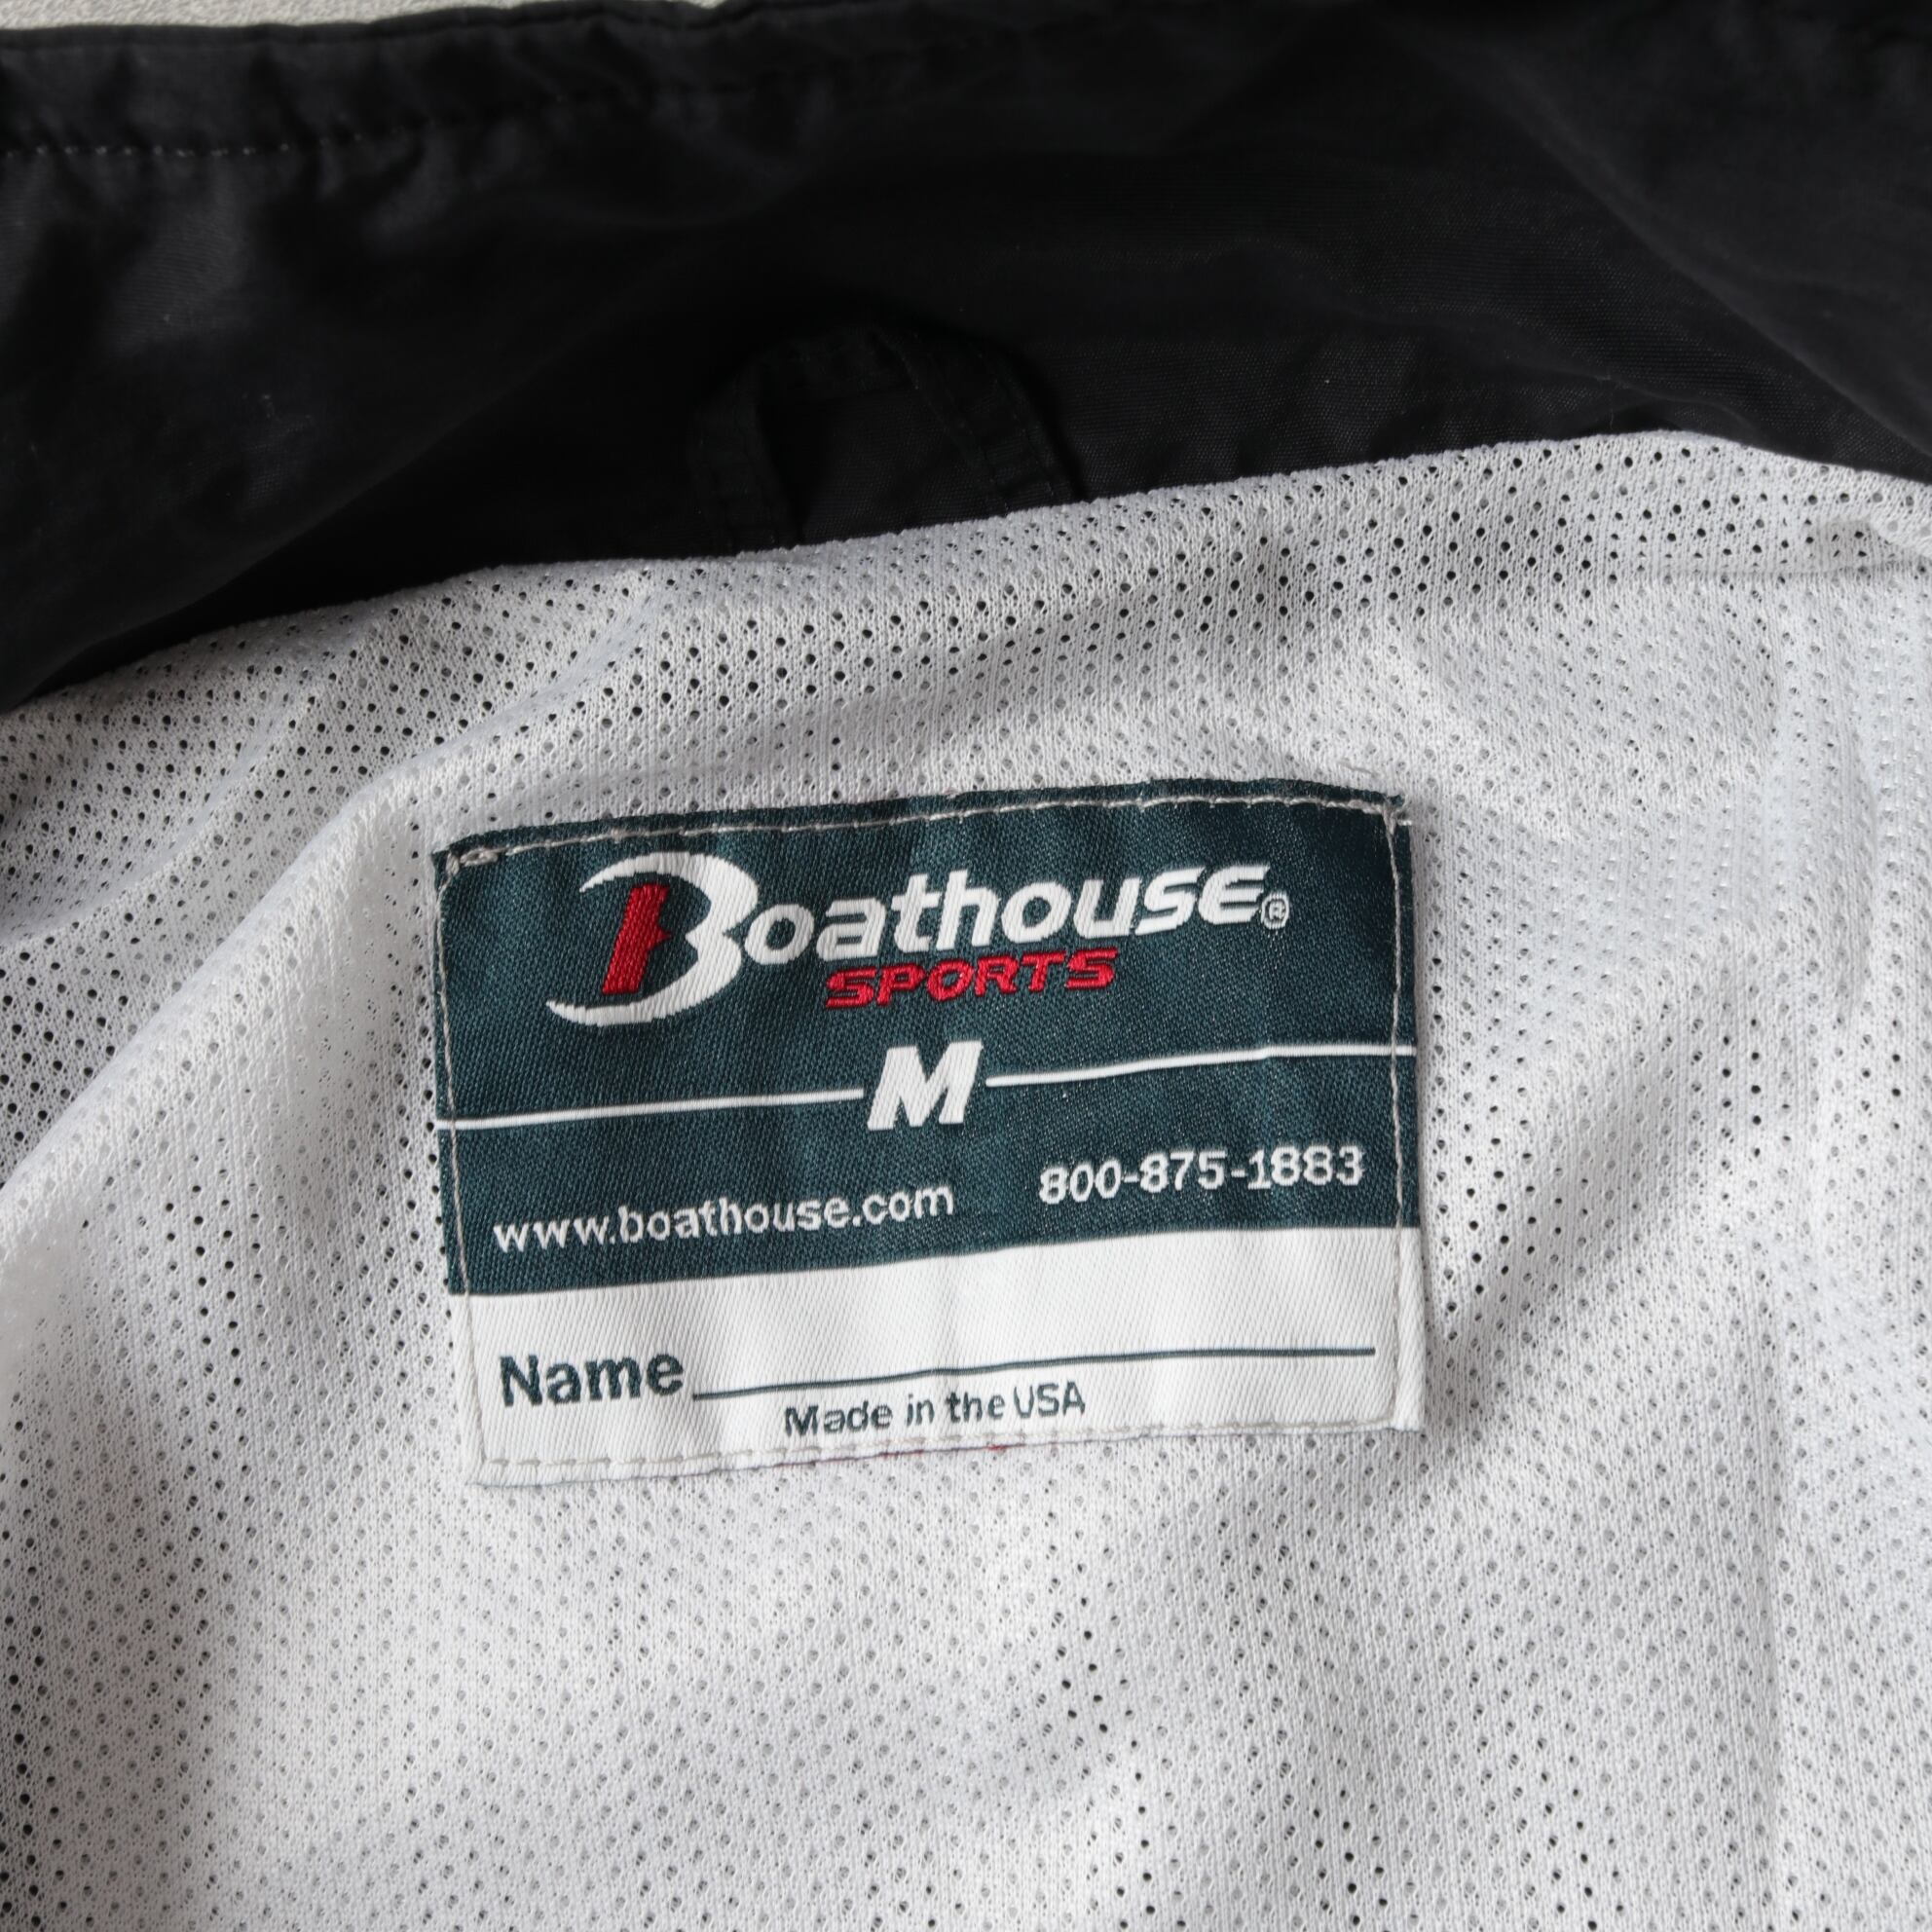 Boathouse®
SPORTS
M
www.boathouse.com 800-875-1883
Name
Made in the USA